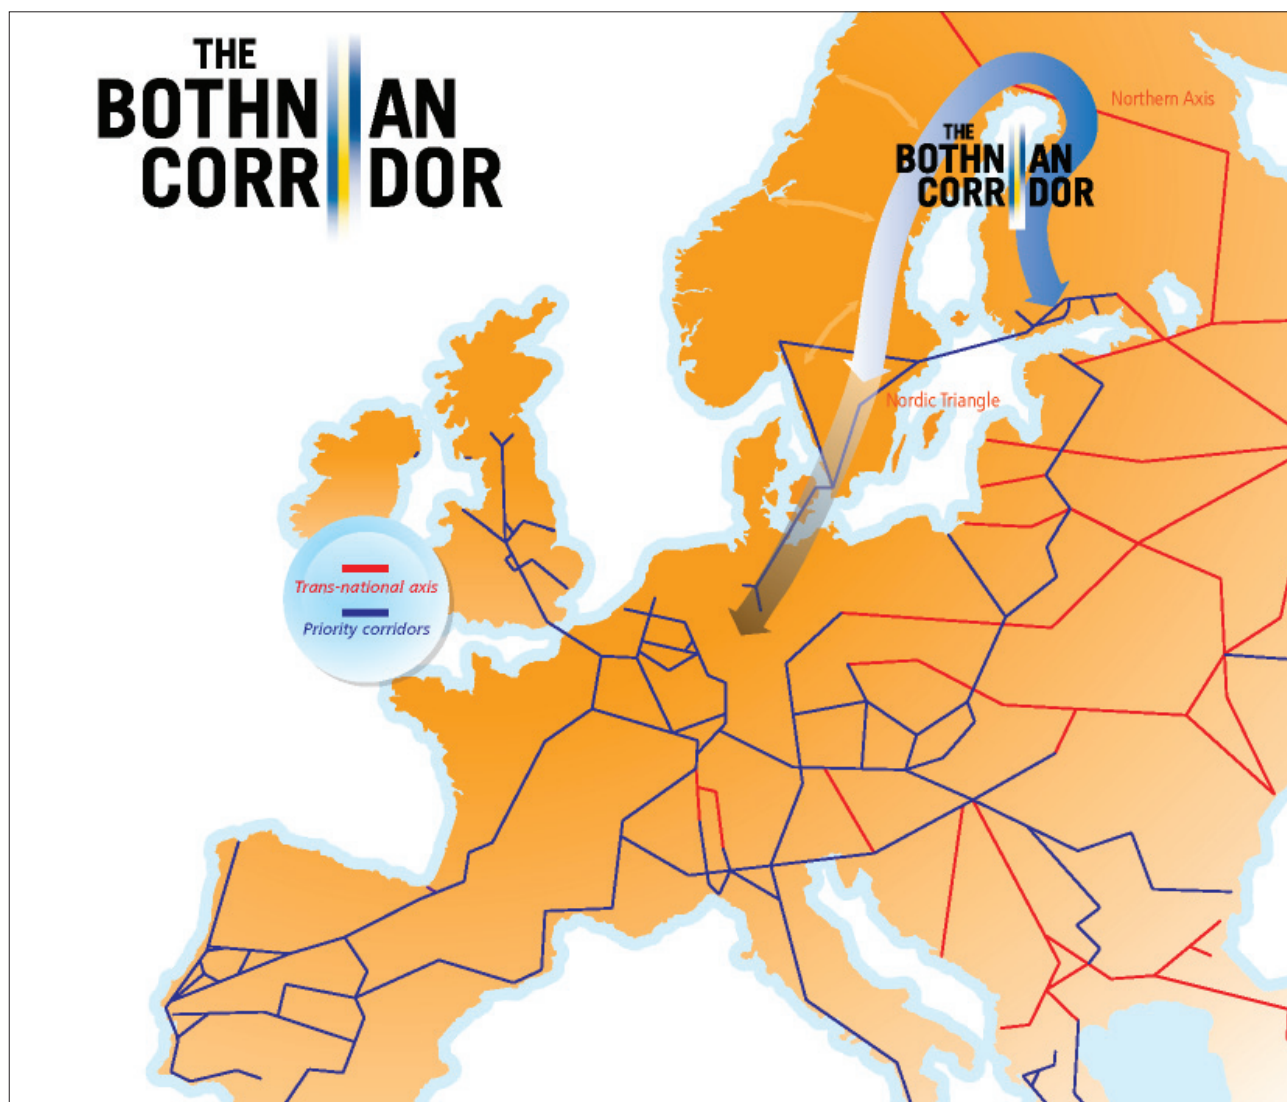 THE
BOTHNIAN
CORRIDOR
Northern Axis
THE
BOTHNIAN
CORRIDOR
Nordic Triangle
Trans-national axis
Priority corridors